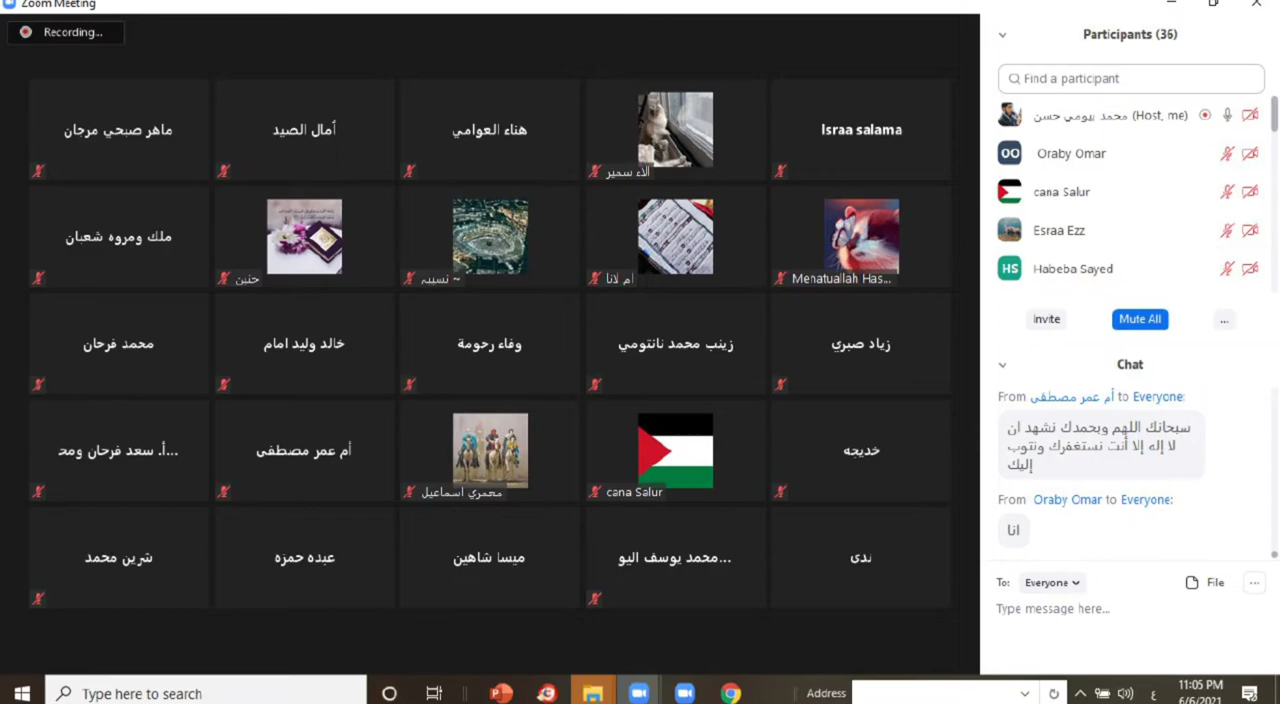 Zoom Meeting
Recording...
ماهر صبحي مرجان
أمال الصيد
هناء العوامي
آلاء سمير
Israa salama
ملك ومروه شعبان
حنين
~ نسيبة
ام لانا
Menatuallah Has...
محمد فرحان
خالد وليد امام
وفاء رحومة
زينب محمد نانتومي
زياد صبري
أ. سعد فرحان ومح...
أم عمر مصطفى
معمري اسماعيل
cana Salur
خديجه
شرين محمد
عبده حمزه
ميسا شاهين
محمد يوسف اليو...
ندى
Participants (36)
Find a participant
محمد بيومي حسن (Host, me)
OO Oraby Omar
cana Salur
Esraa Ezz
HS Habeba Sayed
Invite
Mute All
...
Chat
From أم عمر مصطفى to Everyone:
سبحانك اللهم وبحمدك نشهد ان
لا إله إلا أنت نستغفرك ونتوب
إليك
From Oraby Omar to Everyone:
انا
To: Everyone
File
...
Type message here...
Type here to search
Address
ع
11:05 PM
6/6/2021